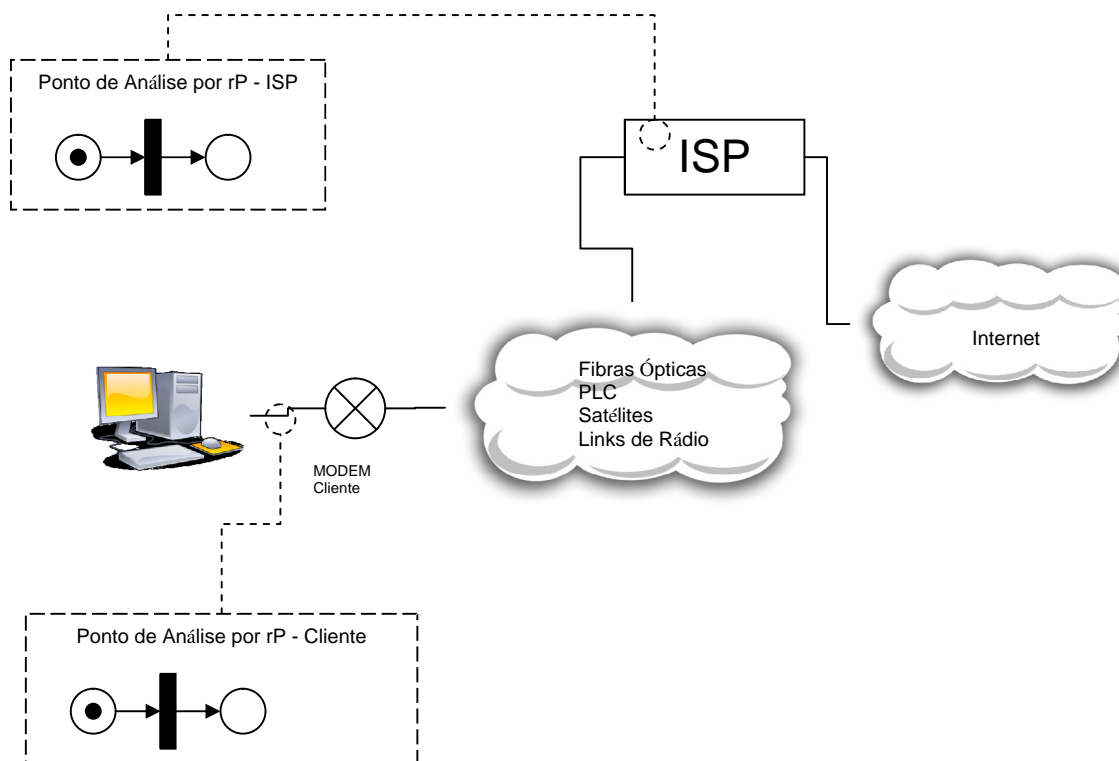 Ponto de Análise por rP - ISP
ISP
Internet
Fibras Ópticas
PLC
Satélites
Links de Rádio
MODEM
Cliente
Ponto de Análise por rP - Cliente